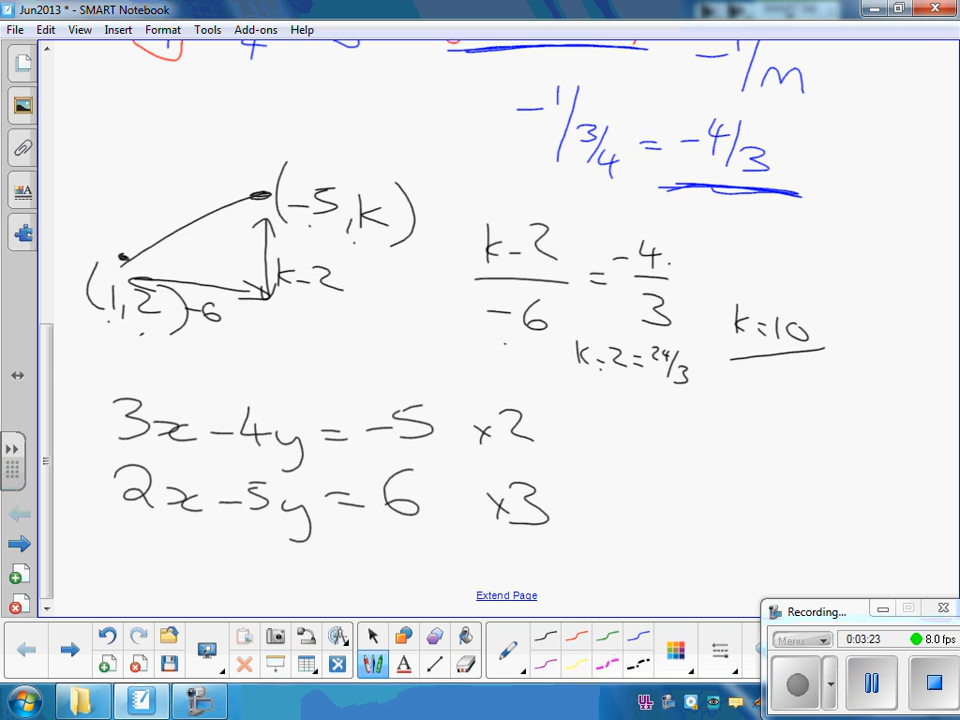 Jun2013 * - SMART Notebook
File Edit View Insert Format Tools Add-ons Help
-1/m
-1/3/4 = -4/3
(-5, k)
k-2
(1, 2)
-6
k-2
-6
= -4
3
k-2 = 24/3
k=10
3x - 4y = -5 ×2
2x - 5y = 6 ×3
Extend Page
Recording...
Menu
0:03:23
8.0 fps